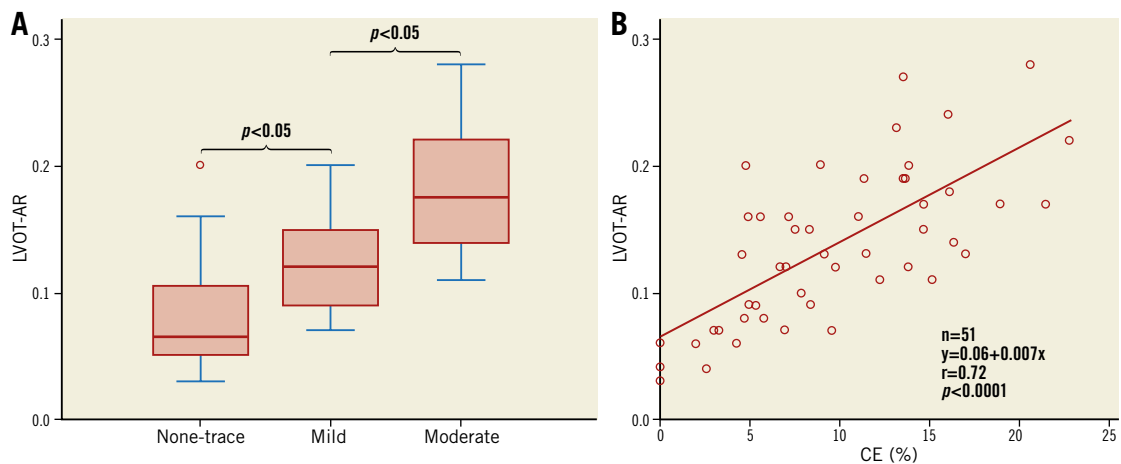 A
LVOT-AR
0.3
0.2
0.1
0.0
p<0.05
p<0.05
None-trace
Mild
Moderate
B
LVOT-AR
0.3
0.2
0.1
0.0
n=51
y=0.06+0.007x
r=0.72
p<0.0001
0
5
10
15
20
25
CE (%)